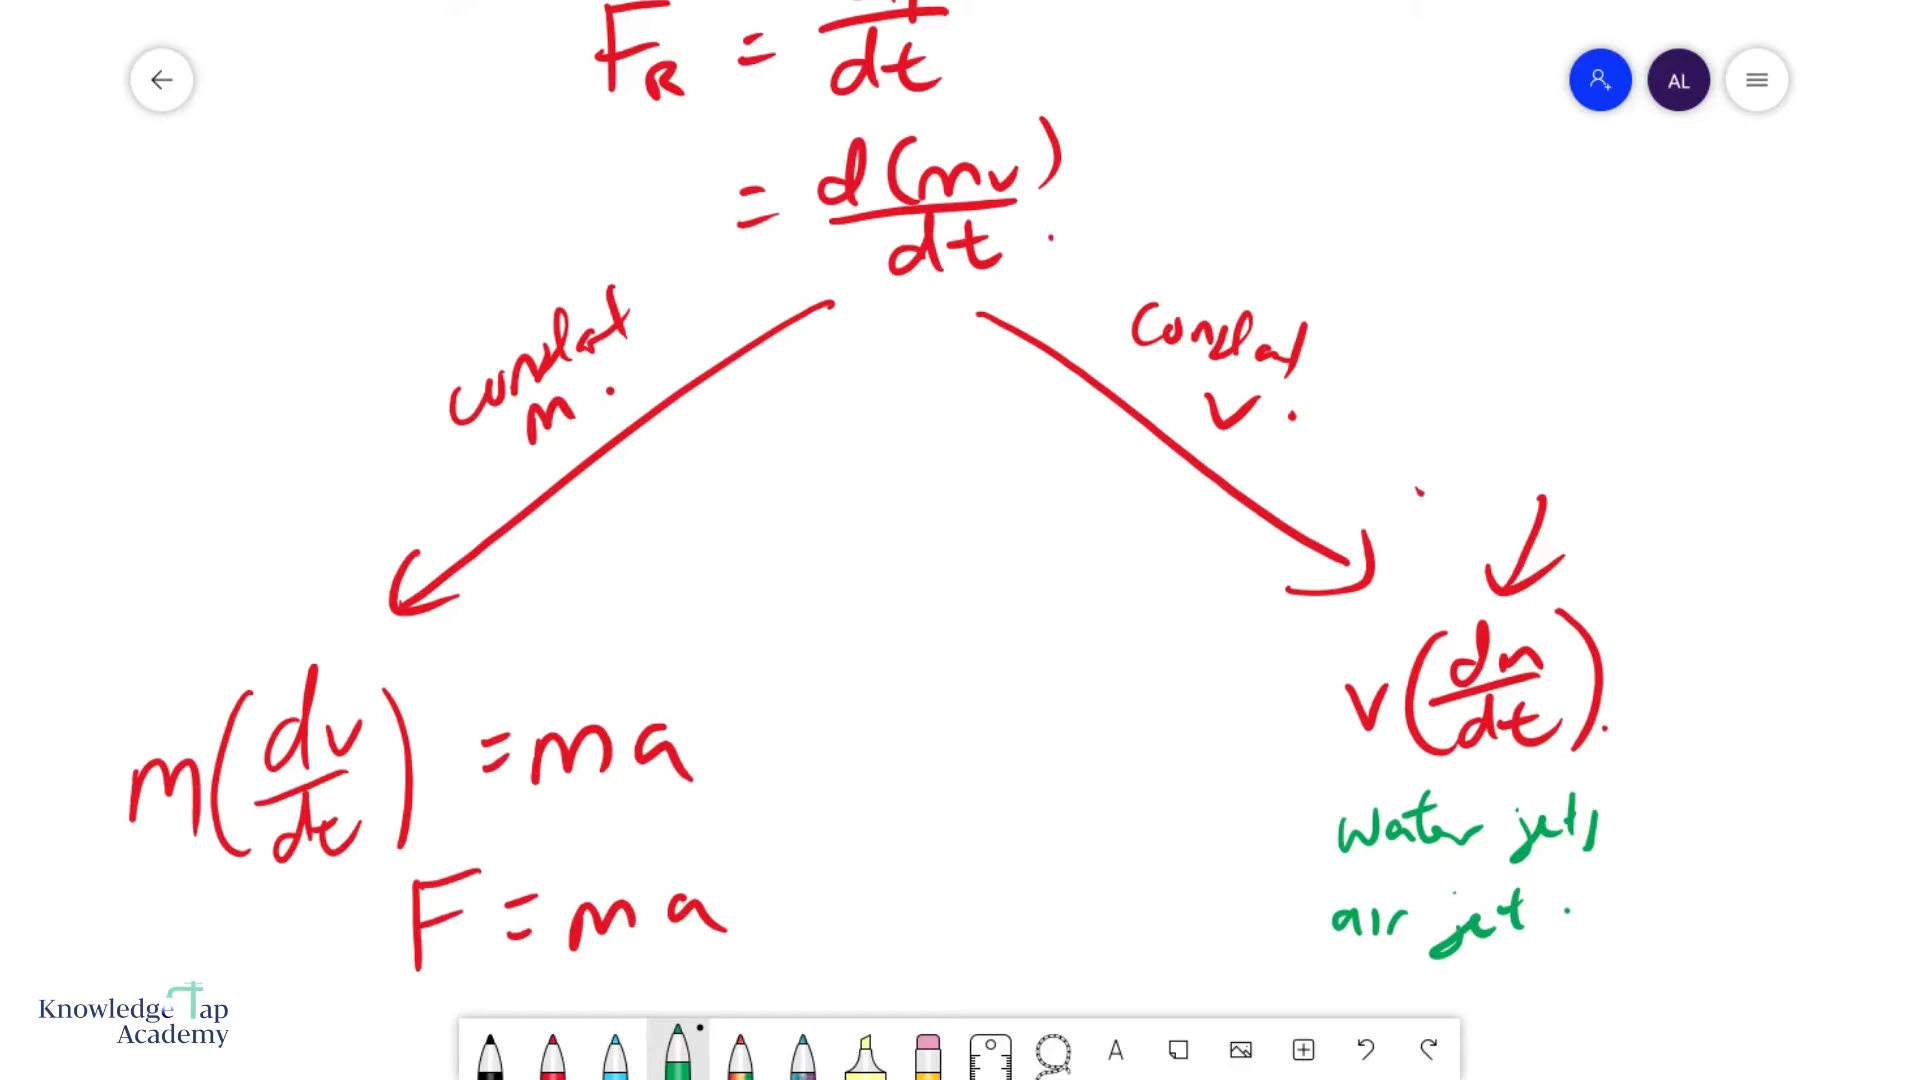 F_R = dp/dt
AL
= d(mv)/dt .
constant
m .
constant
v .
m(dv/dt) = ma
v(dm/dt) .
F = ma
water jets
air jet .
Knowledge Tap
Academy
A